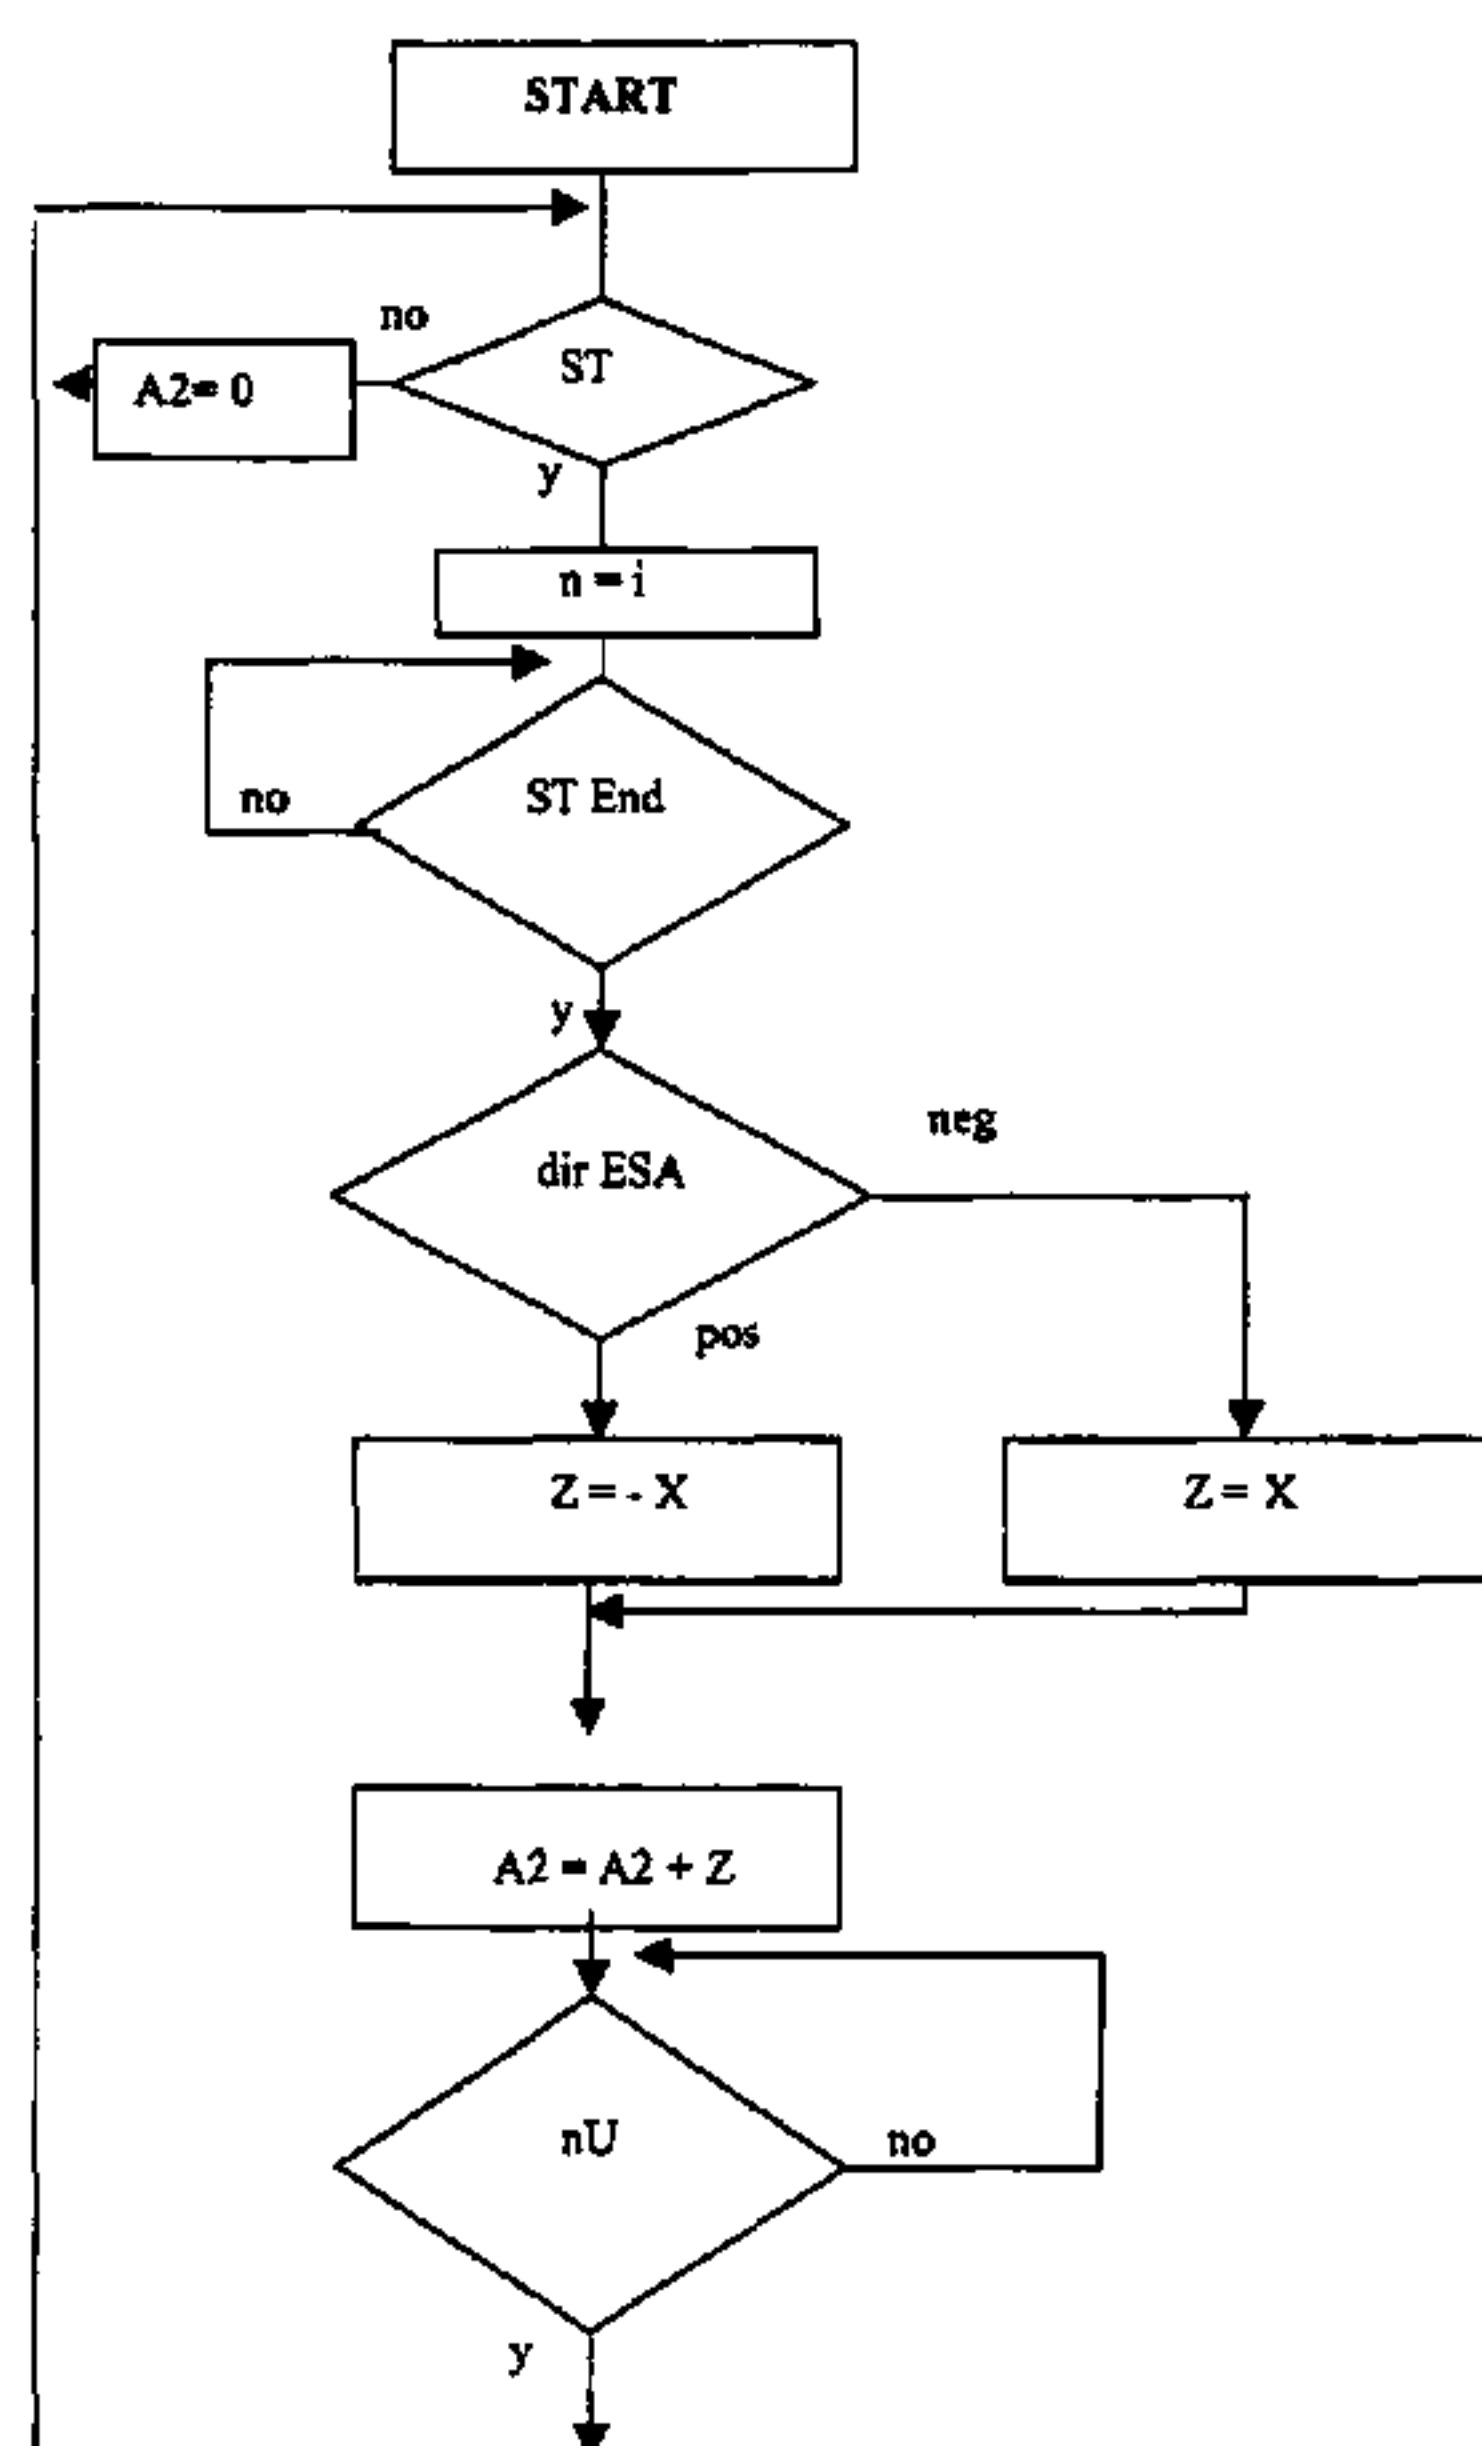 START
no
ST
A2= 0
y
n = i
ST End
no
y
neg
dir ESA
pos
Z = - X
Z = X
A2 = A2 + Z
nU
no
y